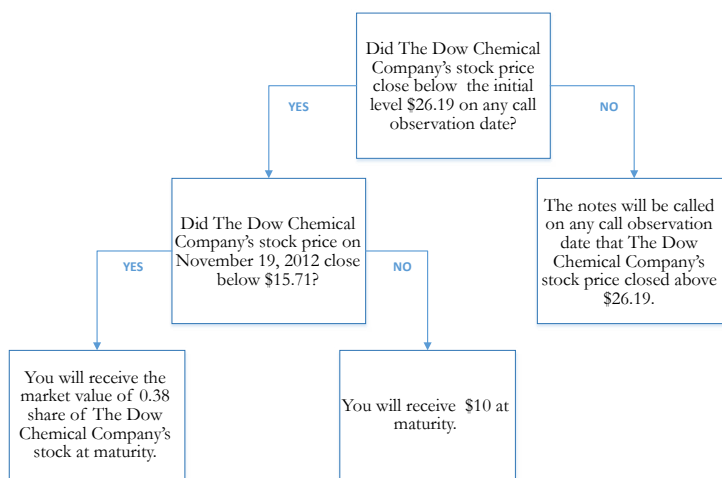 Did The Dow Chemical
Company's stock price
close below the initial
level $26.19 on any call
observation date?
YES
NO
Did The Dow Chemical
Company's stock price on
November 19, 2012 close
below $15.71?
The notes will be called
on any call observation
date that The Dow
Chemical Company's
stock price closed above
$26.19.
YES
NO
You will receive the
market value of 0.38
share of The Dow
Chemical Company's
stock at maturity.
You will receive $10 at
maturity.